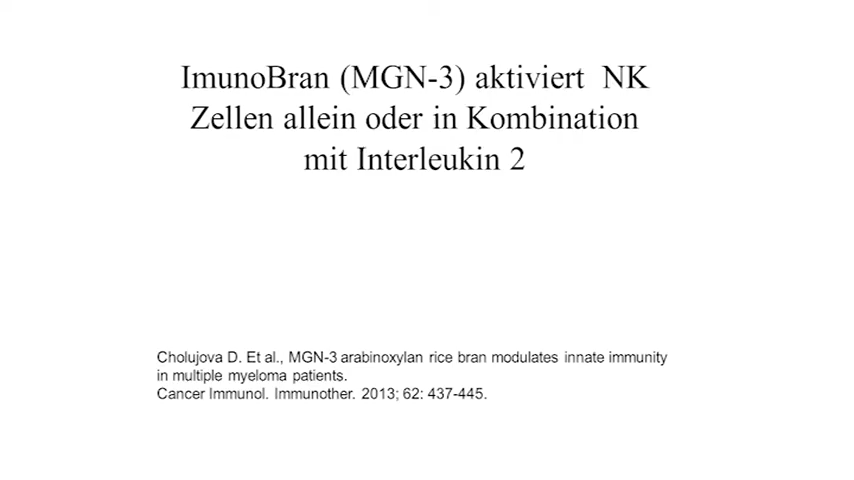 ImunoBran (MGN-3) aktiviert NK
Zellen allein oder in Kombination
mit Interleukin 2
Cholujova D. Et al., MGN-3 arabinoxylan rice bran modulates innate immunity
in multiple myeloma patients.
Cancer Immunol. Immunother. 2013; 62: 437-445.